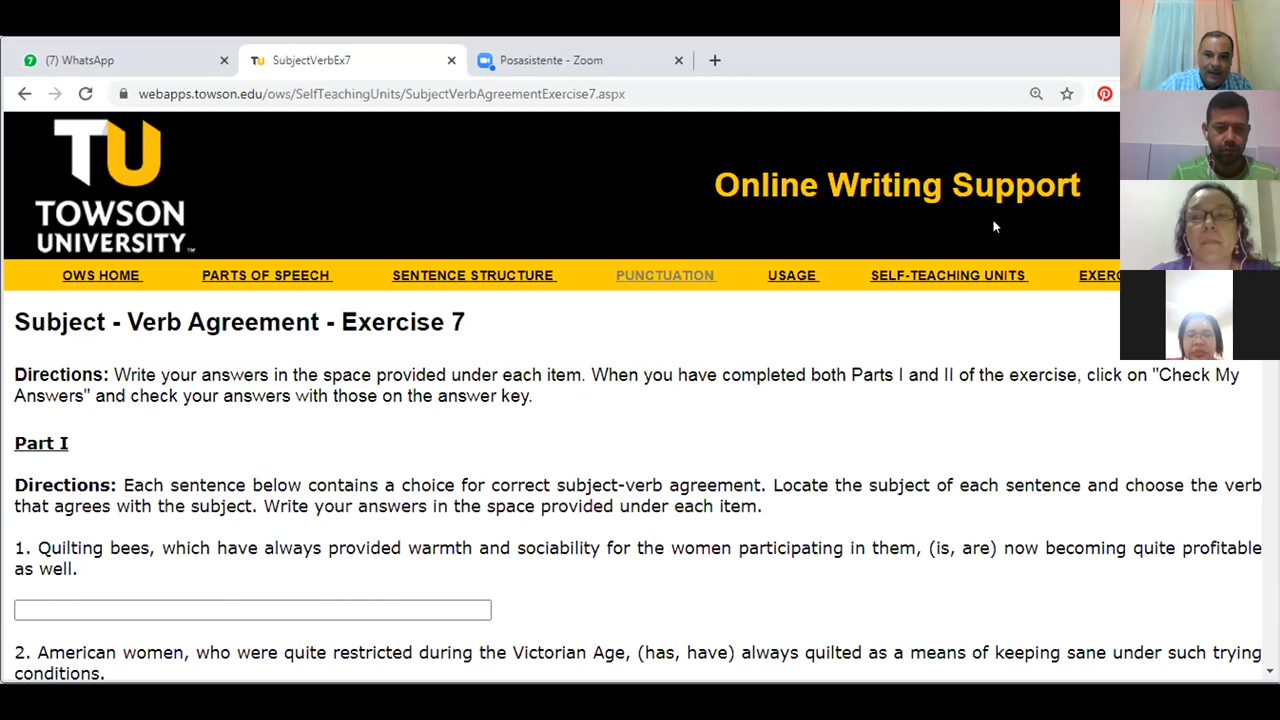 (7) WhatsApp
SubjectVerbEx7
Posasistente - Zoom
webapps.towson.edu/ows/SelfTeachingUnits/SubjectVerbAgreementExercise7.aspx
TU
TOWSON
UNIVERSITY
Online Writing Support
OWS HOME PARTS OF SPEECH SENTENCE STRUCTURE PUNCTUATION USAGE SELF-TEACHING UNITS EXERC
Subject - Verb Agreement - Exercise 7
Directions: Write your answers in the space provided under each item. When you have completed both Parts I and II of the exercise, click on "Check My
Answers" and check your answers with those on the answer key.
Part I
Directions: Each sentence below contains a choice for correct subject-verb agreement. Locate the subject of each sentence and choose the verb
that agrees with the subject. Write your answers in the space provided under each item.
1. Quilting bees, which have always provided warmth and sociability for the women participating in them, (is, are) now becoming quite profitable
as well.
2. American women, who were quite restricted during the Victorian Age, (has, have) always quilted as a means of keeping sane under such trying
conditions.